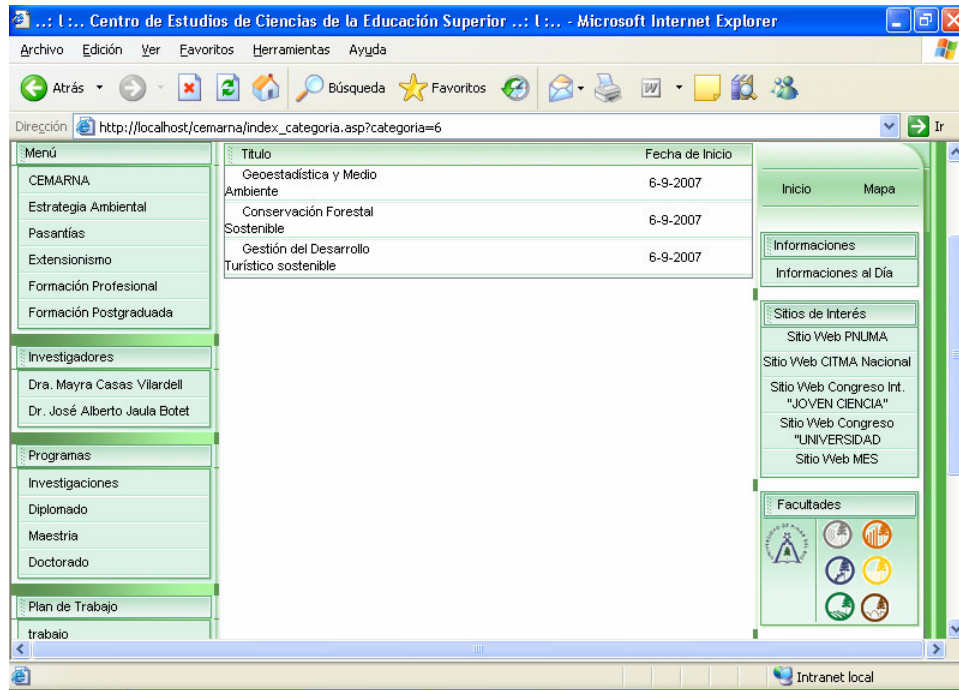 ..: l :.. Centro de Estudios de Ciencias de la Educación Superior ..: l :.. - Microsoft Internet Explorer
Archivo Edición Ver Favoritos Herramientas Ayuda
Atrás Búsqueda Favoritos
Dirección http://localhost/cemarna/index_categoria.asp?categoria=6 Ir
Menú
CEMARNA
Estrategia Ambiental
Pasantías
Extensionismo
Formación Profesional
Formación Postgraduada
Investigadores
Dra. Mayra Casas Vilardell
Dr. José Alberto Jaula Botet
Programas
Investigaciones
Diplomado
Maestria
Doctorado
Plan de Trabajo
trabajo
Titulo Fecha de Inicio
Geoestadística y Medio
Ambiente 6-9-2007
Conservación Forestal
Sostenible 6-9-2007
Gestión del Desarrollo
Turístico sostenible 6-9-2007
Inicio Mapa
Informaciones
Informaciones al Día
Sitios de Interés
Sitio Web PNUMA
Sitio Web CITMA Nacional
Sitio Web Congreso Int.
"JOVEN CIENCIA"
Sitio Web Congreso
"UNIVERSIDAD
Sitio Web MES
Facultades
Intranet local